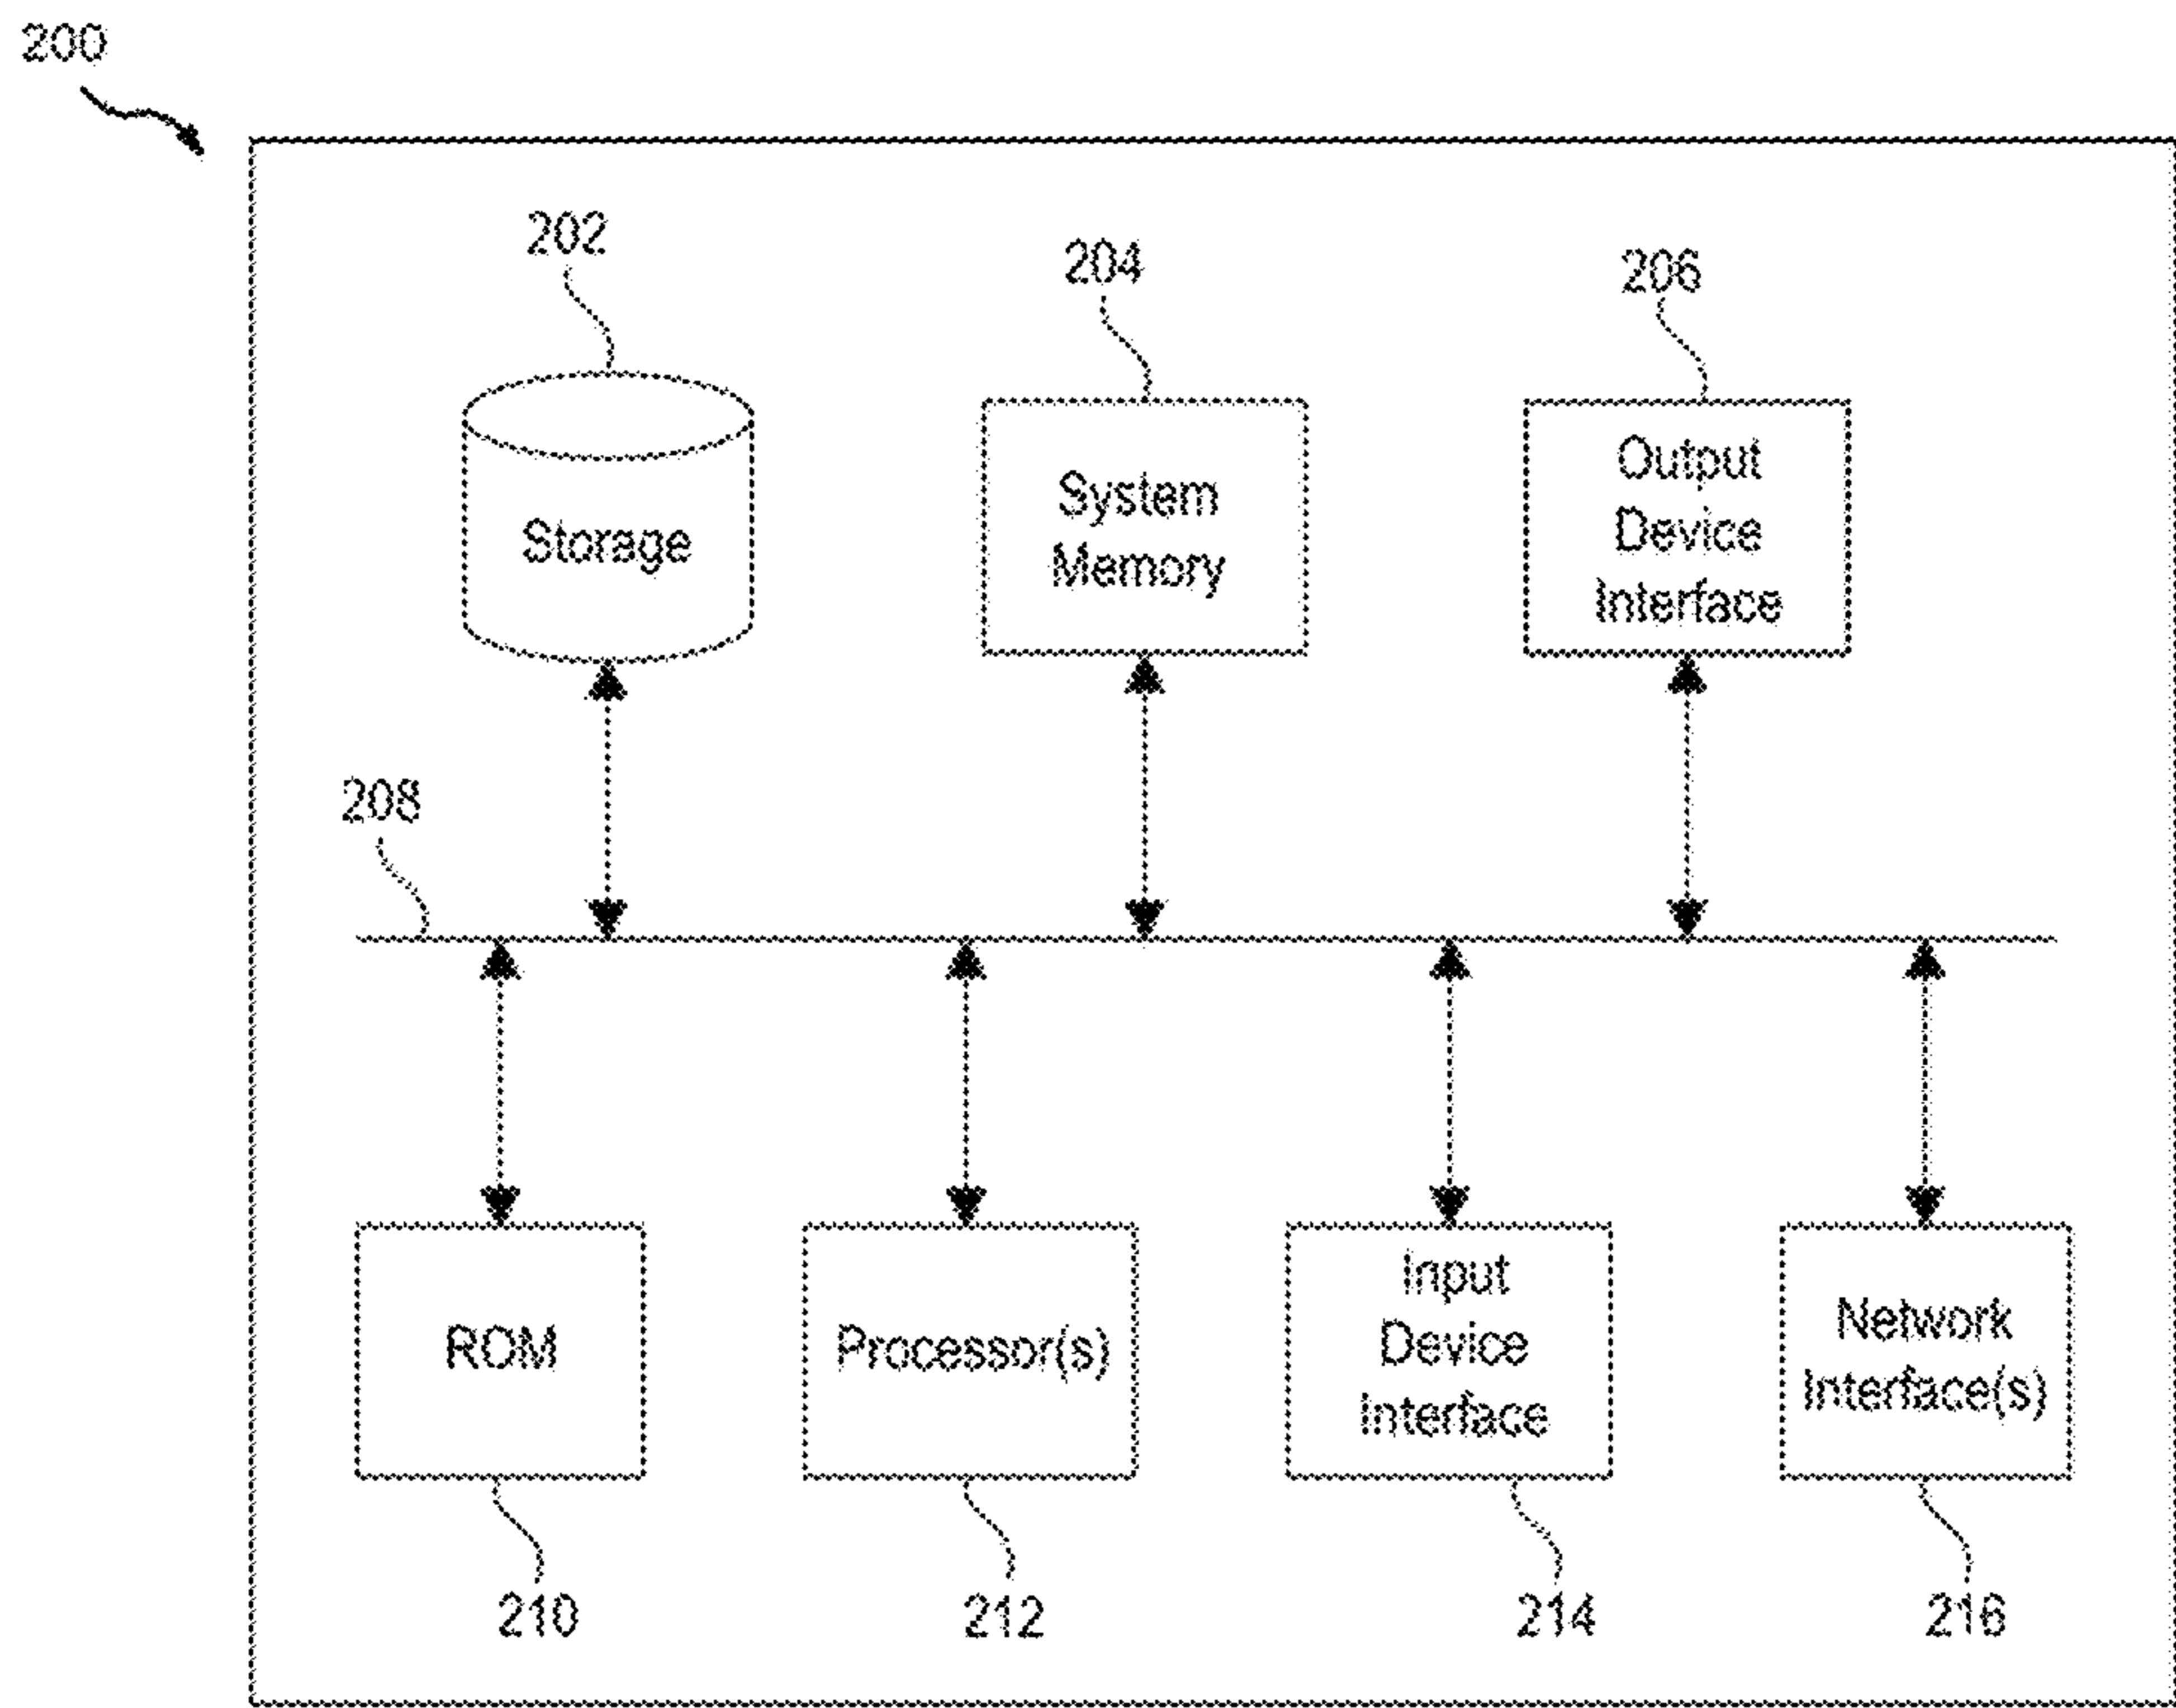 200
202
204
206
Storage
System
Memory
Output
Device
Interface
208
ROM
Processor(s)
Input
Device
Interface
Network
Interface(s)
210
212
214
216